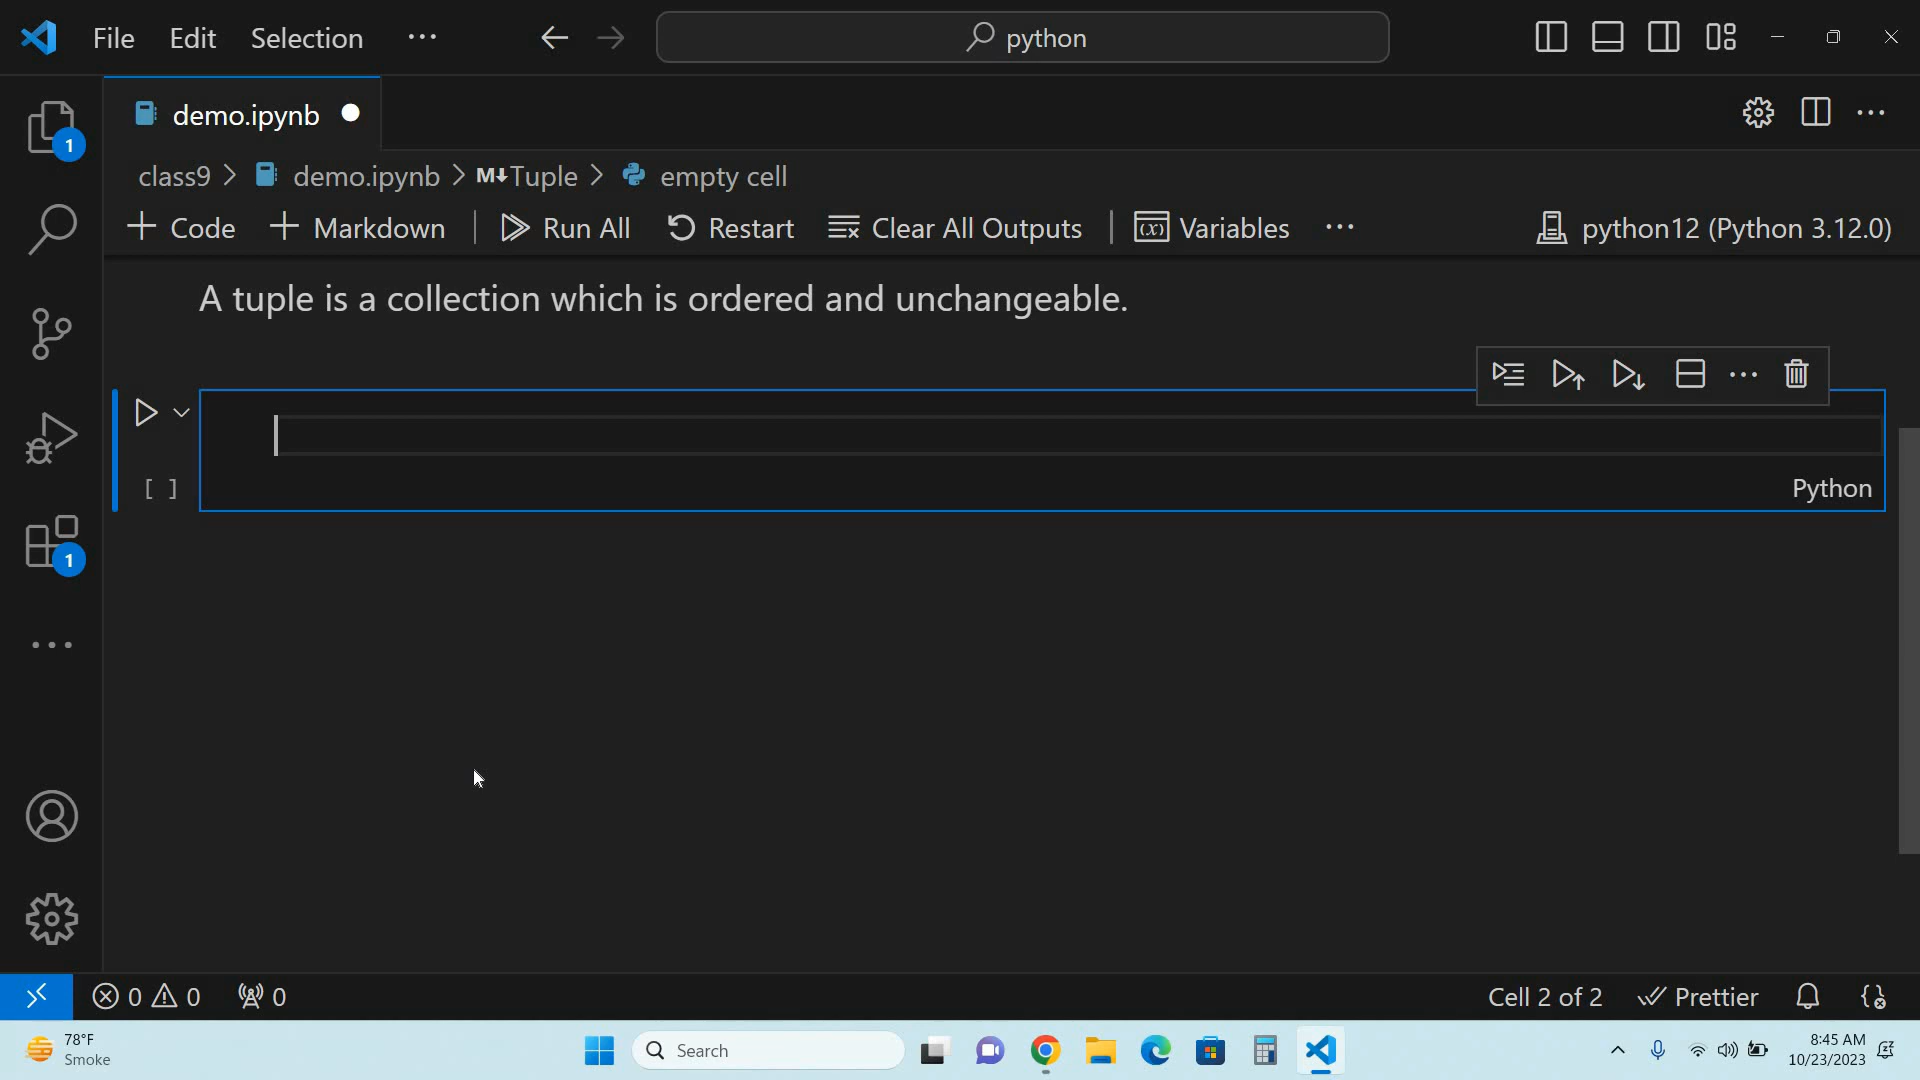 File Edit Selection ··· python
demo.ipynb
1
class9 > demo.ipynb > M↓Tuple > empty cell
+ Code + Markdown Run All Restart Clear All Outputs (x) Variables ··· python12 (Python 3.12.0)
A tuple is a collection which is ordered and unchangeable.
[ ]
Python
1
0 0 0 Cell 2 of 2 Prettier
78°F
Smoke
Search
8:45 AM
10/23/2023